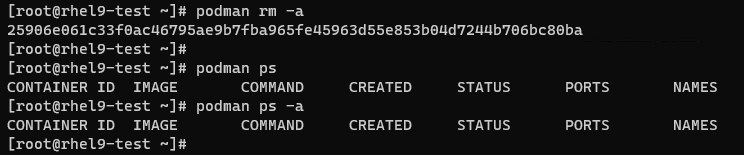 [root@rhel9-test ~]# podman rm -a
25906e061c33f0ac46795ae9b7fba965fe45963d55e853b04d7244b706bc80ba
[root@rhel9-test ~]#
[root@rhel9-test ~]# podman ps
CONTAINER ID  IMAGE       COMMAND     CREATED     STATUS      PORTS       NAMES
[root@rhel9-test ~]# podman ps -a
CONTAINER ID  IMAGE       COMMAND     CREATED     STATUS      PORTS       NAMES
[root@rhel9-test ~]#